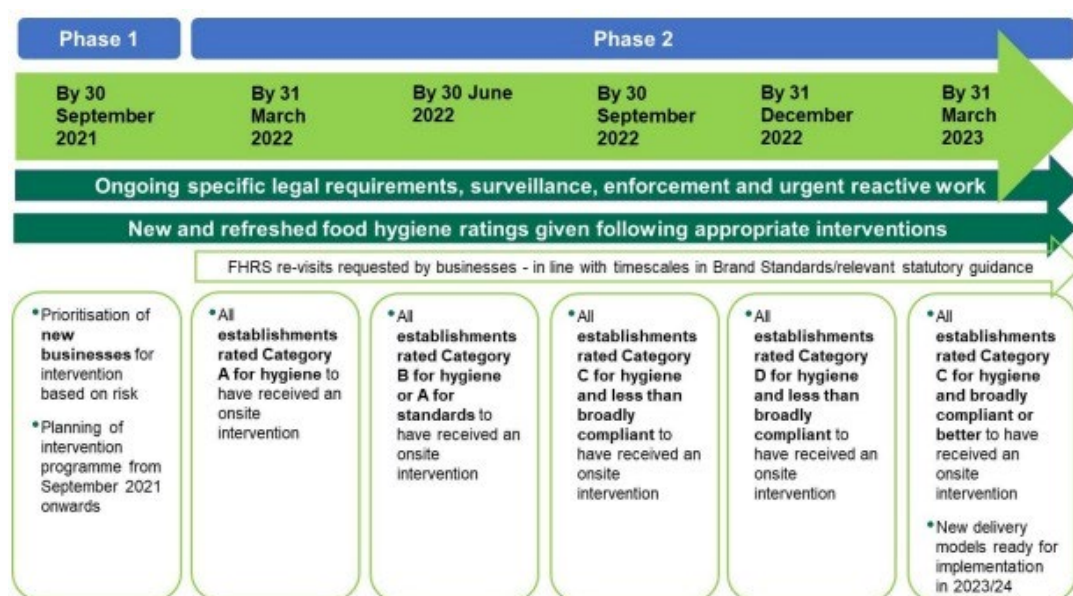 Phase 1
Phase 2
By 30
September
2021
By 31
March
2022
By 30 June
2022
By 30
September
2022
By 31
December
2022
By 31
March
2023
Ongoing specific legal requirements, surveillance, enforcement and urgent reactive work
New and refreshed food hygiene ratings given following appropriate interventions
FHRS re-visits requested by businesses - in line with timescales in Brand Standards/relevant statutory guidance
•Prioritisation of
new
businesses for
intervention
based on risk
•Planning of
intervention
programme from
September 2021
onwards
•All
establishments
rated Category
A for hygiene to
have received an
onsite
intervention
•All
establishments
rated Category
B for hygiene
or A for
standards to
have received an
onsite
intervention
•All
establishments
rated Category
C for hygiene
and less than
broadly
compliant to
have received an
onsite
intervention
•All
establishments
rated Category
D for hygiene
and less than
broadly
compliant to
have received an
onsite
intervention
•All
establishments
rated Category
C for hygiene
and broadly
compliant or
better to have
received an
onsite
intervention
•New delivery
models ready for
implementation
in 2023/24